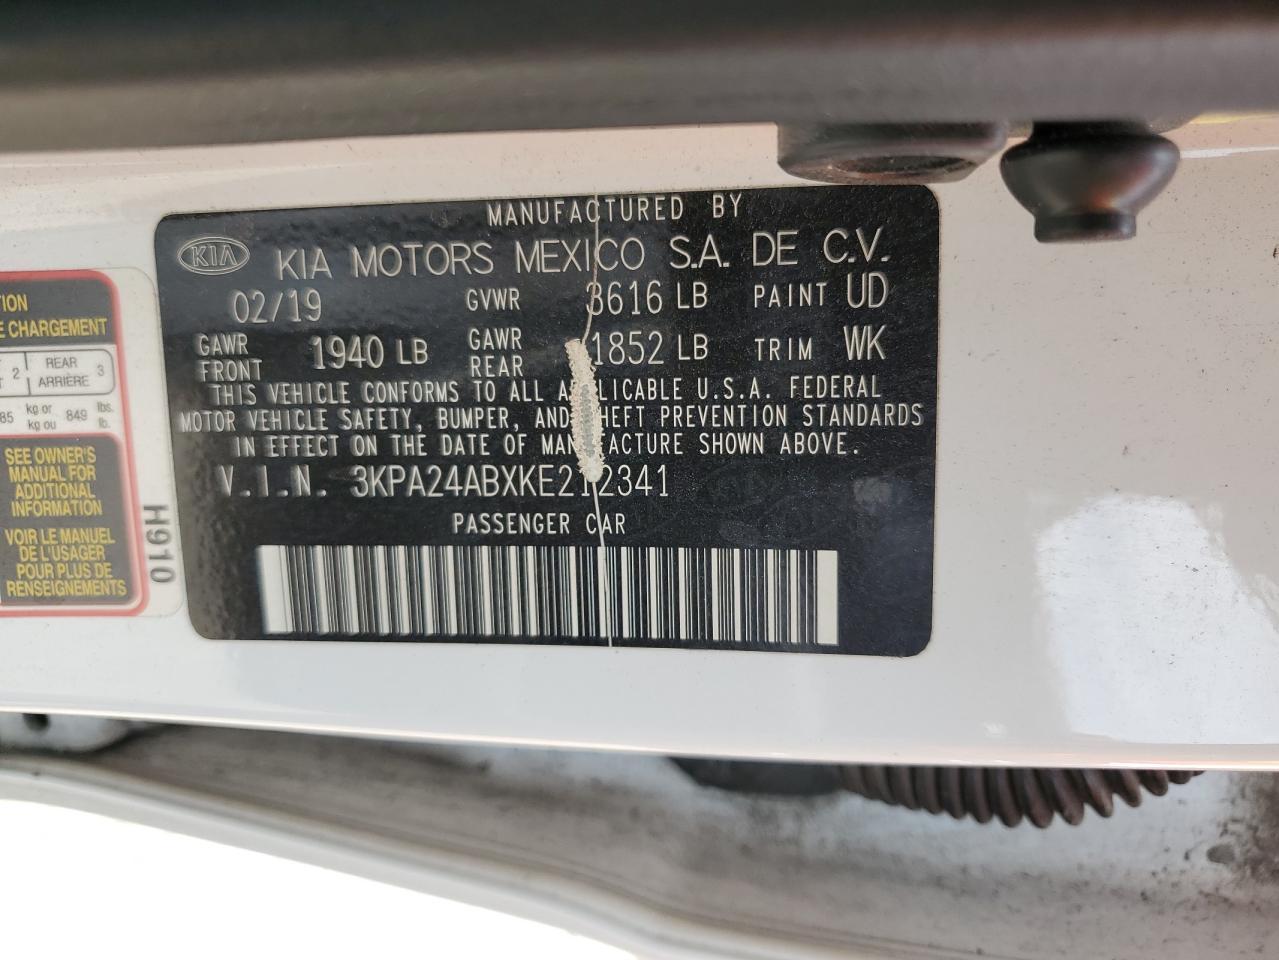 MANUFACTURED BY
KIA KIA MOTORS MEXICO S.A. DE C.V.
02/19 GVWR 3616 LB PAINT UD
GAWR FRONT 1940 LB GAWR REAR 1852 LB TRIM WK
THIS VEHICLE CONFORMS TO ALL APPLICABLE U.S.A. FEDERAL
MOTOR VEHICLE SAFETY, BUMPER, AND THEFT PREVENTION STANDARDS
IN EFFECT ON THE DATE OF MANUFACTURE SHOWN ABOVE.
V.I.N. 3KPA24ABXKE212341
PASSENGER CAR
CHARGEMENT
2 REAR ARRIÈRE 3
85 kg or kg ou 849 lbs. lb.
SEE OWNER'S
MANUAL FOR
ADDITIONAL
INFORMATION
VOIR LE MANUEL
DE L'USAGER
POUR PLUS DE
RENSEIGNEMENTS
H910